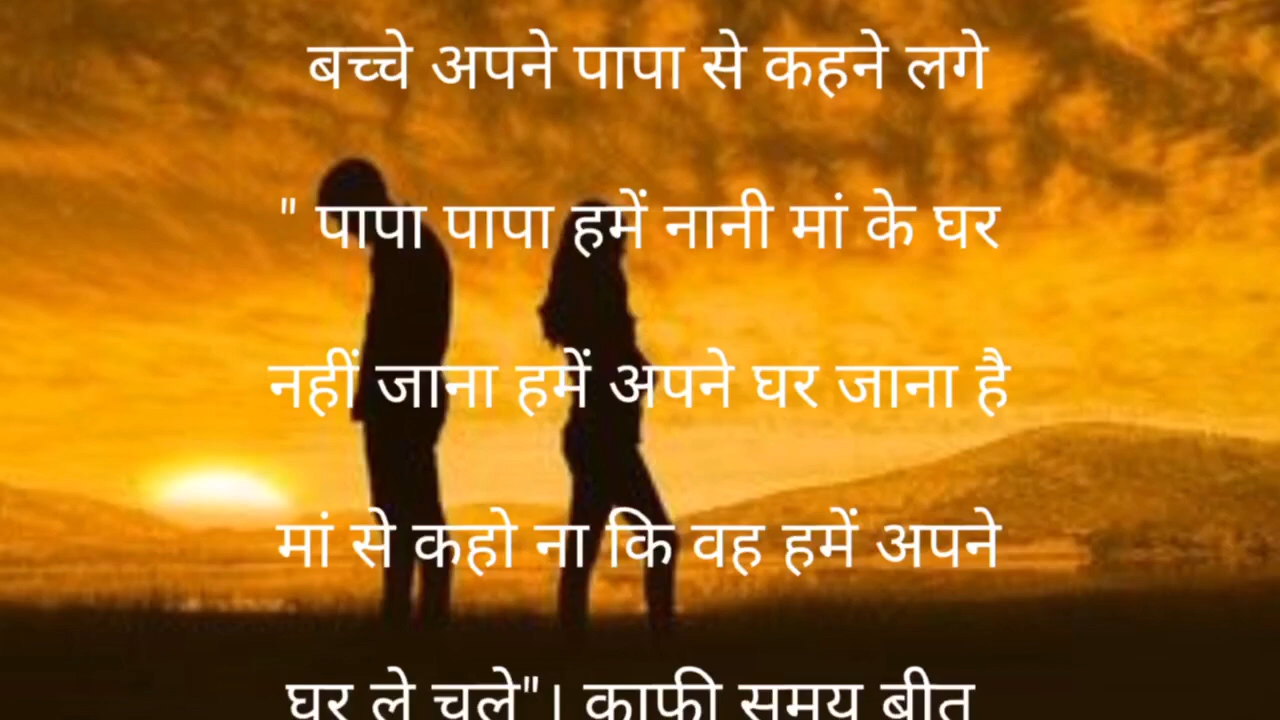 बच्चे अपने पापा से कहने लगे
" पापा पापा हमें नानी मां के घर
नहीं जाना हमें अपने घर जाना है
मां से कहो ना कि वह हमें अपने
घर ले चले"। काफी समय बीत